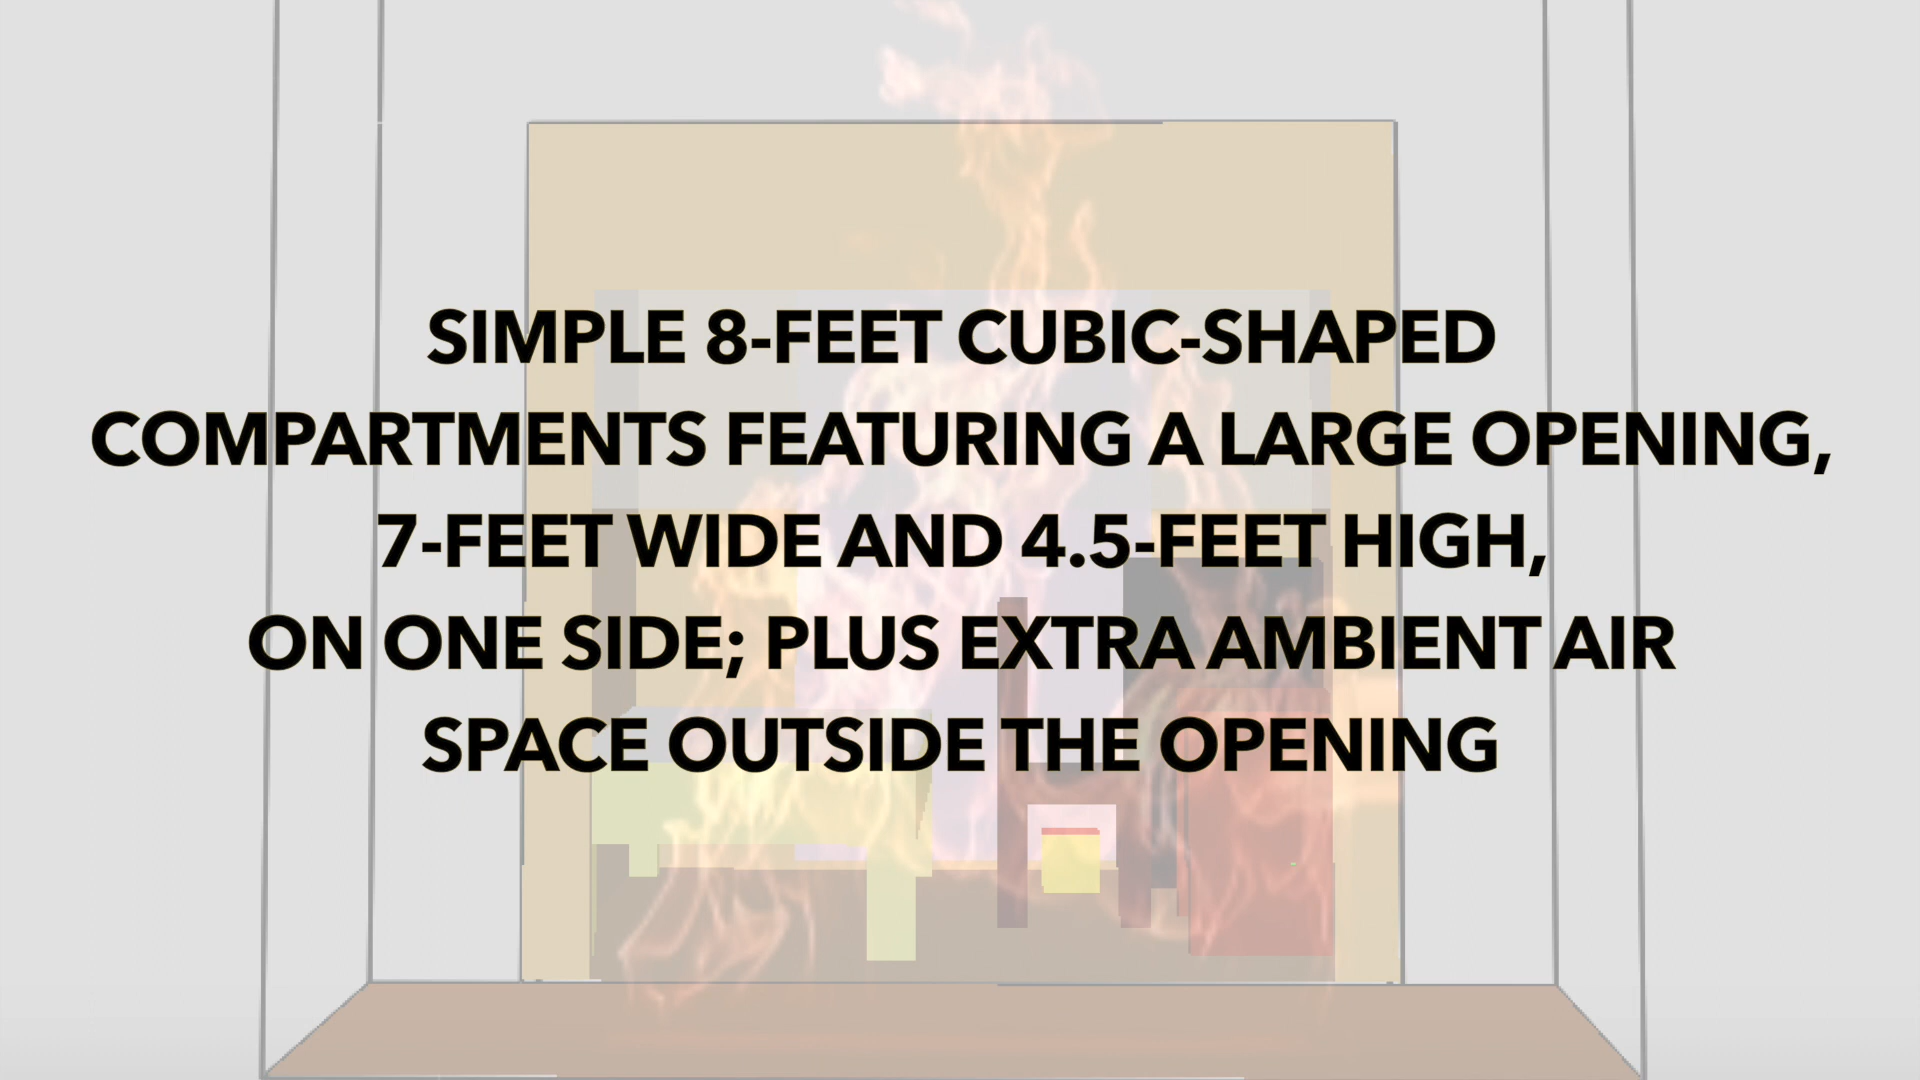 SIMPLE 8-FEET CUBIC-SHAPED
COMPARTMENTS FEATURING A LARGE OPENING,
7-FEET WIDE AND 4.5-FEET HIGH,
ON ONE SIDE; PLUS EXTRA AMBIENT AIR
SPACE OUTSIDE THE OPENING